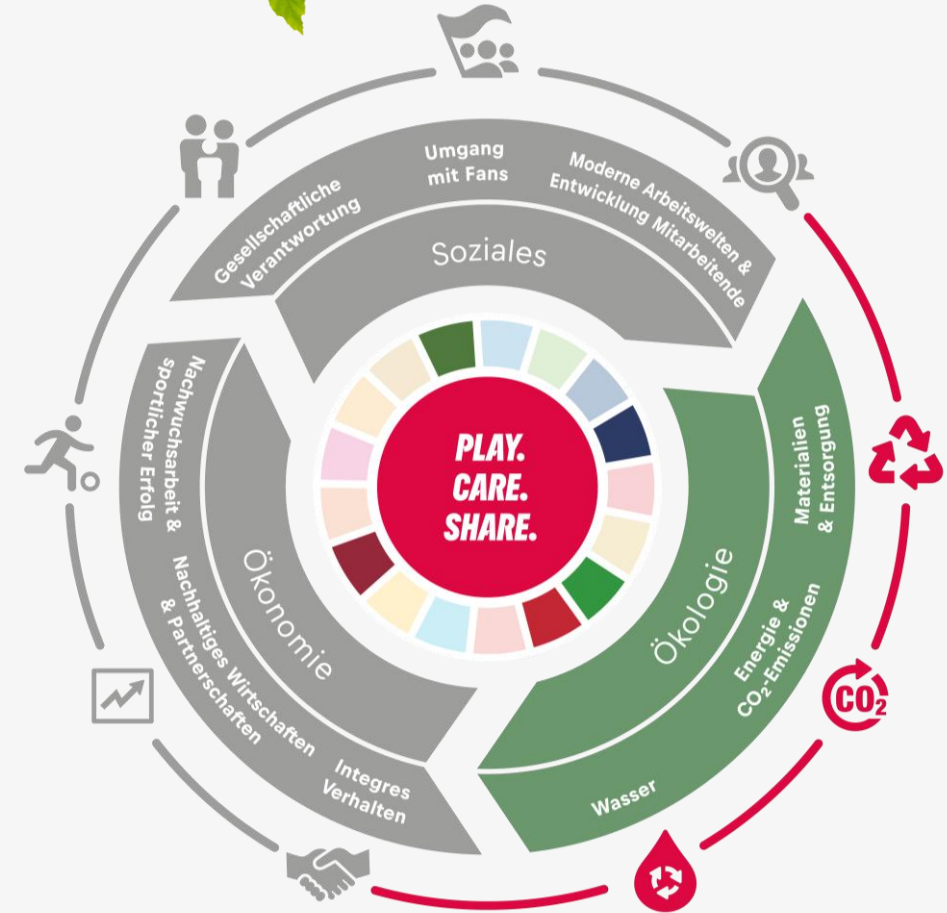 Gesellschaftliche
Verantwortung
Umgang
mit Fans
Moderne Arbeitswelten &
Entwicklung Mitarbeitende
Soziales
Materialien
& Entsorgung
Energie &
CO₂-Emissionen
Wasser
Ökologie
CO₂
Nachwuchsarbeit &
sportlicher Erfolg
Nachhaltiges Wirtschaften
& Partnerschaften
Integres
Verhalten
Ökonomie
PLAY.
CARE.
SHARE.